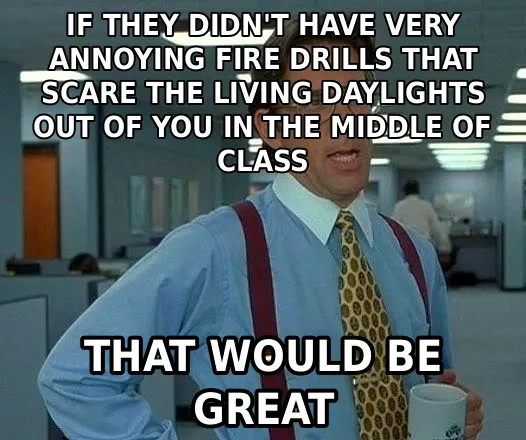 IF THEY DIDN'T HAVE VERY
ANNOYING FIRE DRILLS THAT
SCARE THE LIVING DAYLIGHTS
OUT OF YOU IN THE MIDDLE OF
CLASS
THAT WOULD BE
GREAT